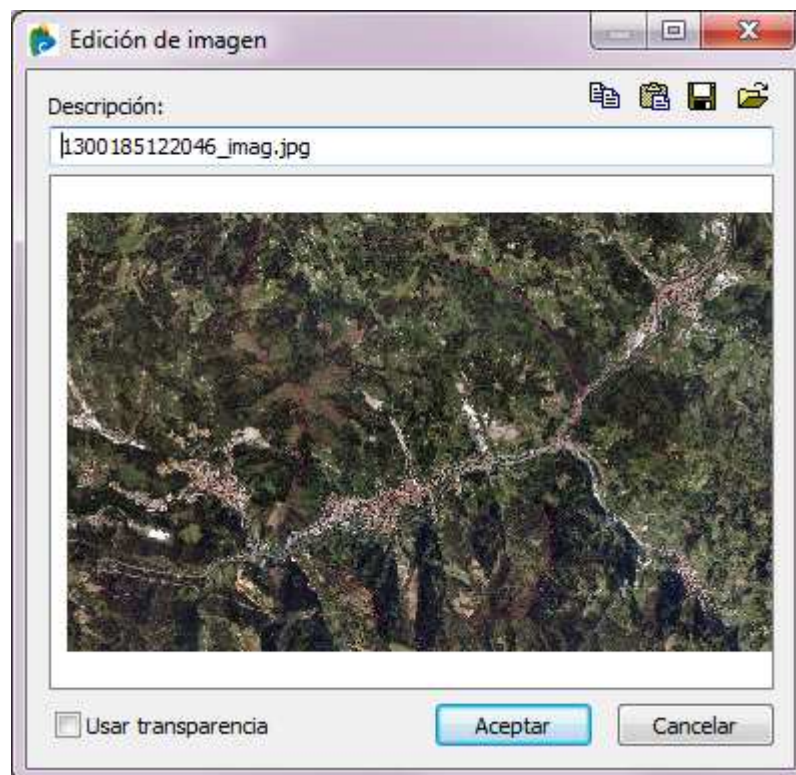 Edición de imagen
Descripción:
1300185122046_imag.jpg
Usar transparencia
Aceptar
Cancelar